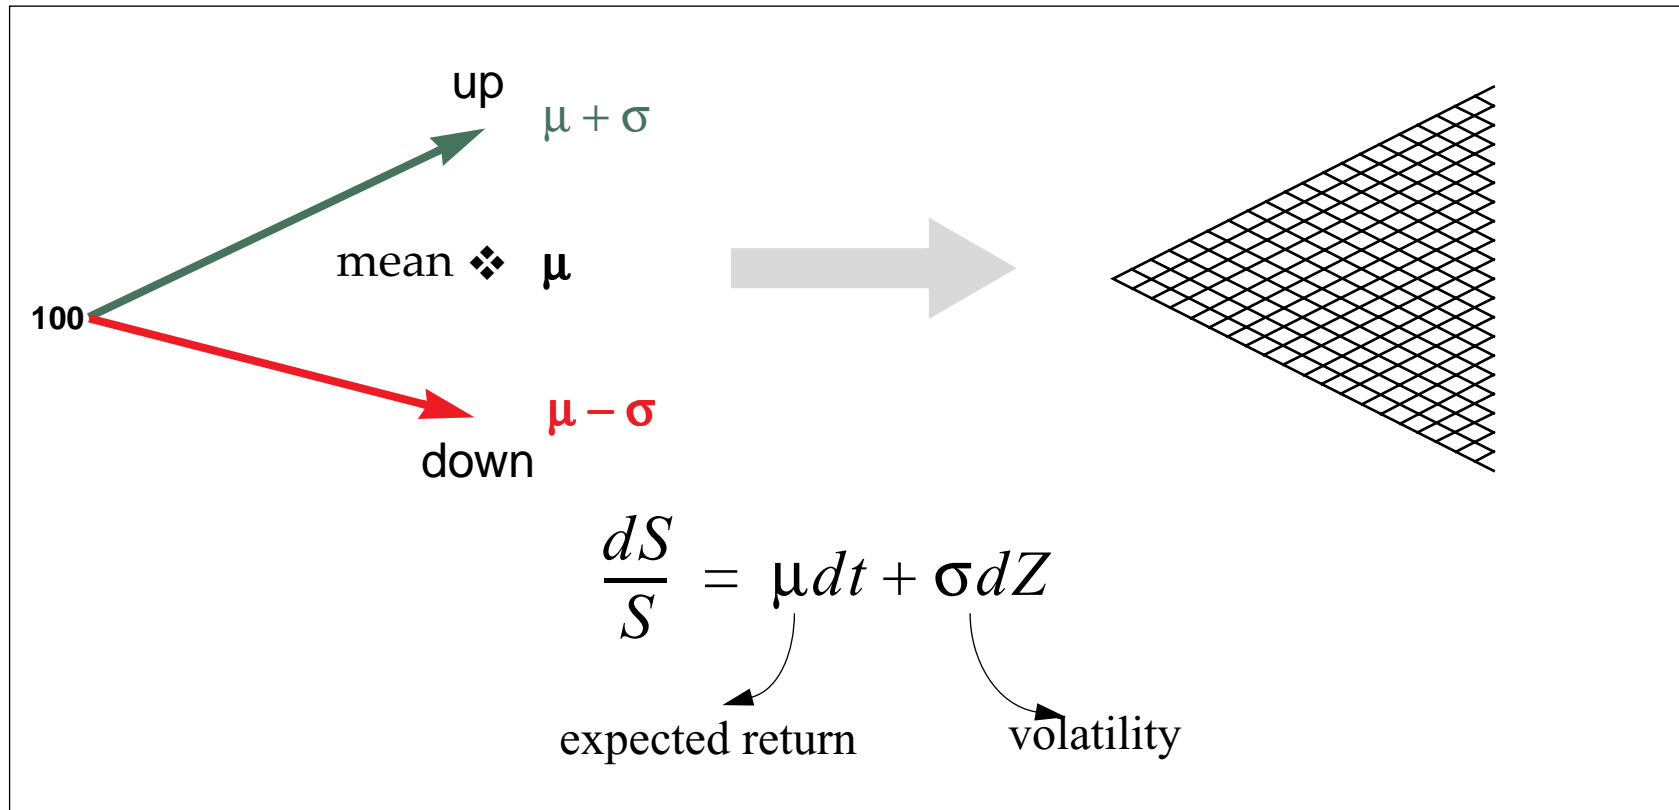 up
μ + σ
mean ❖ μ
100
μ – σ
down
dS/S = μdt + σdZ
expected return
volatility